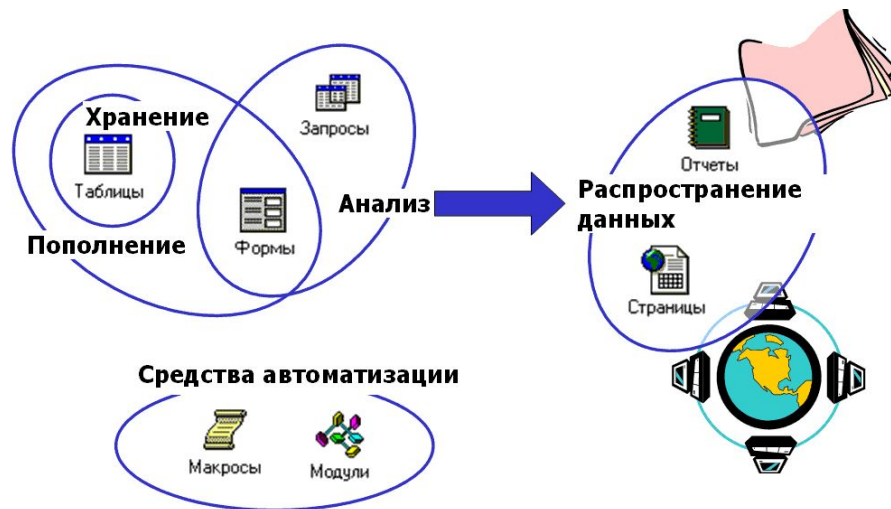 Хранение
Таблицы
Пополнение
Запросы
Формы
Анализ
Отчеты
Распространение
данных
Страницы
Средства автоматизации
Макросы
Модули